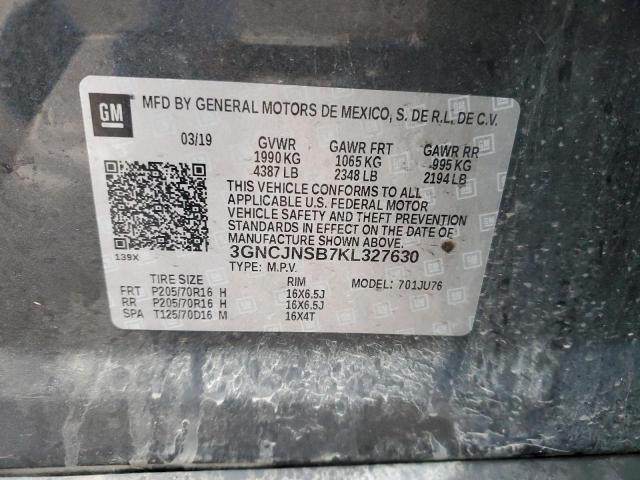 GM MFD BY GENERAL MOTORS DE MEXICO, S. DE R.L. DE C.V.
03/19 GVWR GAWR FRT GAWR RR
1990 KG 1065 KG 995 KG
4387 LB 2348 LB 2194 LB
THIS VEHICLE CONFORMS TO ALL
APPLICABLE U.S. FEDERAL MOTOR
VEHICLE SAFETY AND THEFT PREVENTION
STANDARDS IN EFFECT ON THE DATE OF
MANUFACTURE SHOWN ABOVE.
139X 3GNCJNSB7KL327630
TYPE: M.P.V.
TIRE SIZE RIM MODEL: 701JU76
FRT P205/70R16 H 16X6.5J
RR P205/70R16 H 16X6.5J
SPA T125/70D16 M 16X4T